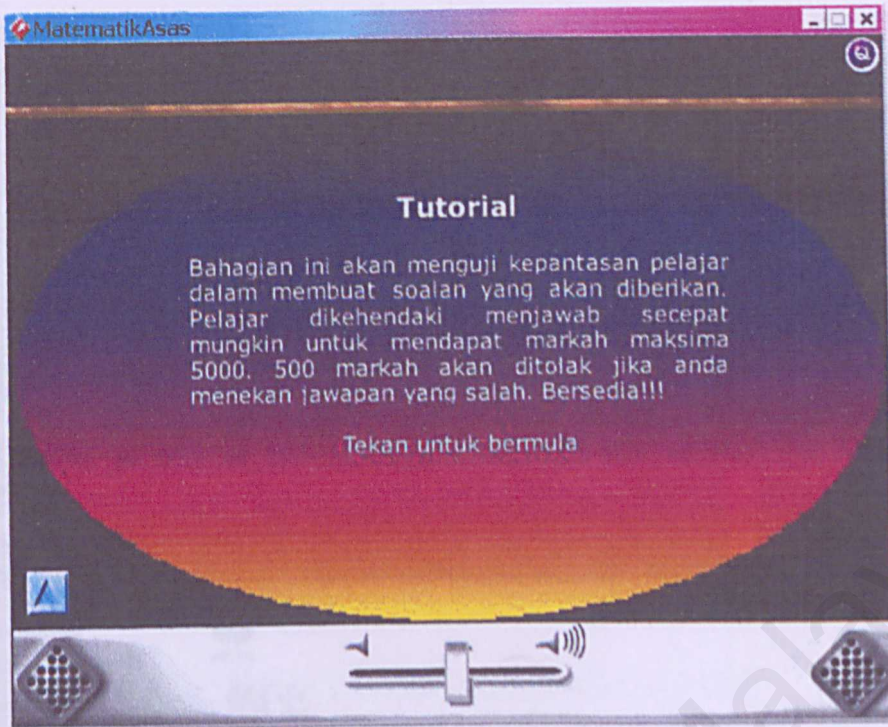 MatematikAsas
Tutorial
Bahagian ini akan menguji kepantasan pelajar
dalam membuat soalan yang akan diberikan.
Pelajar dikehendaki menjawab secepat
mungkin untuk mendapat markah maksima
5000. 500 markah akan ditolak jika anda
menekan jawapan yang salah. Bersedia!!!
Tekan untuk bermula